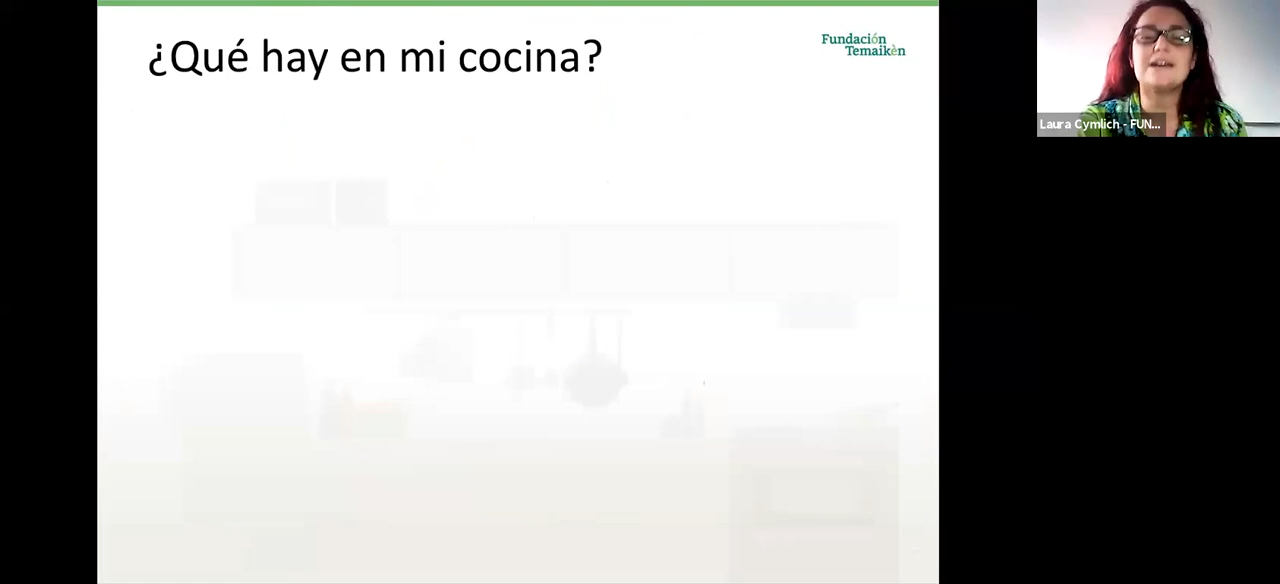 ¿Qué hay en mi cocina?
Fundación
Temaikèn
Laura Cymlich - FUN...